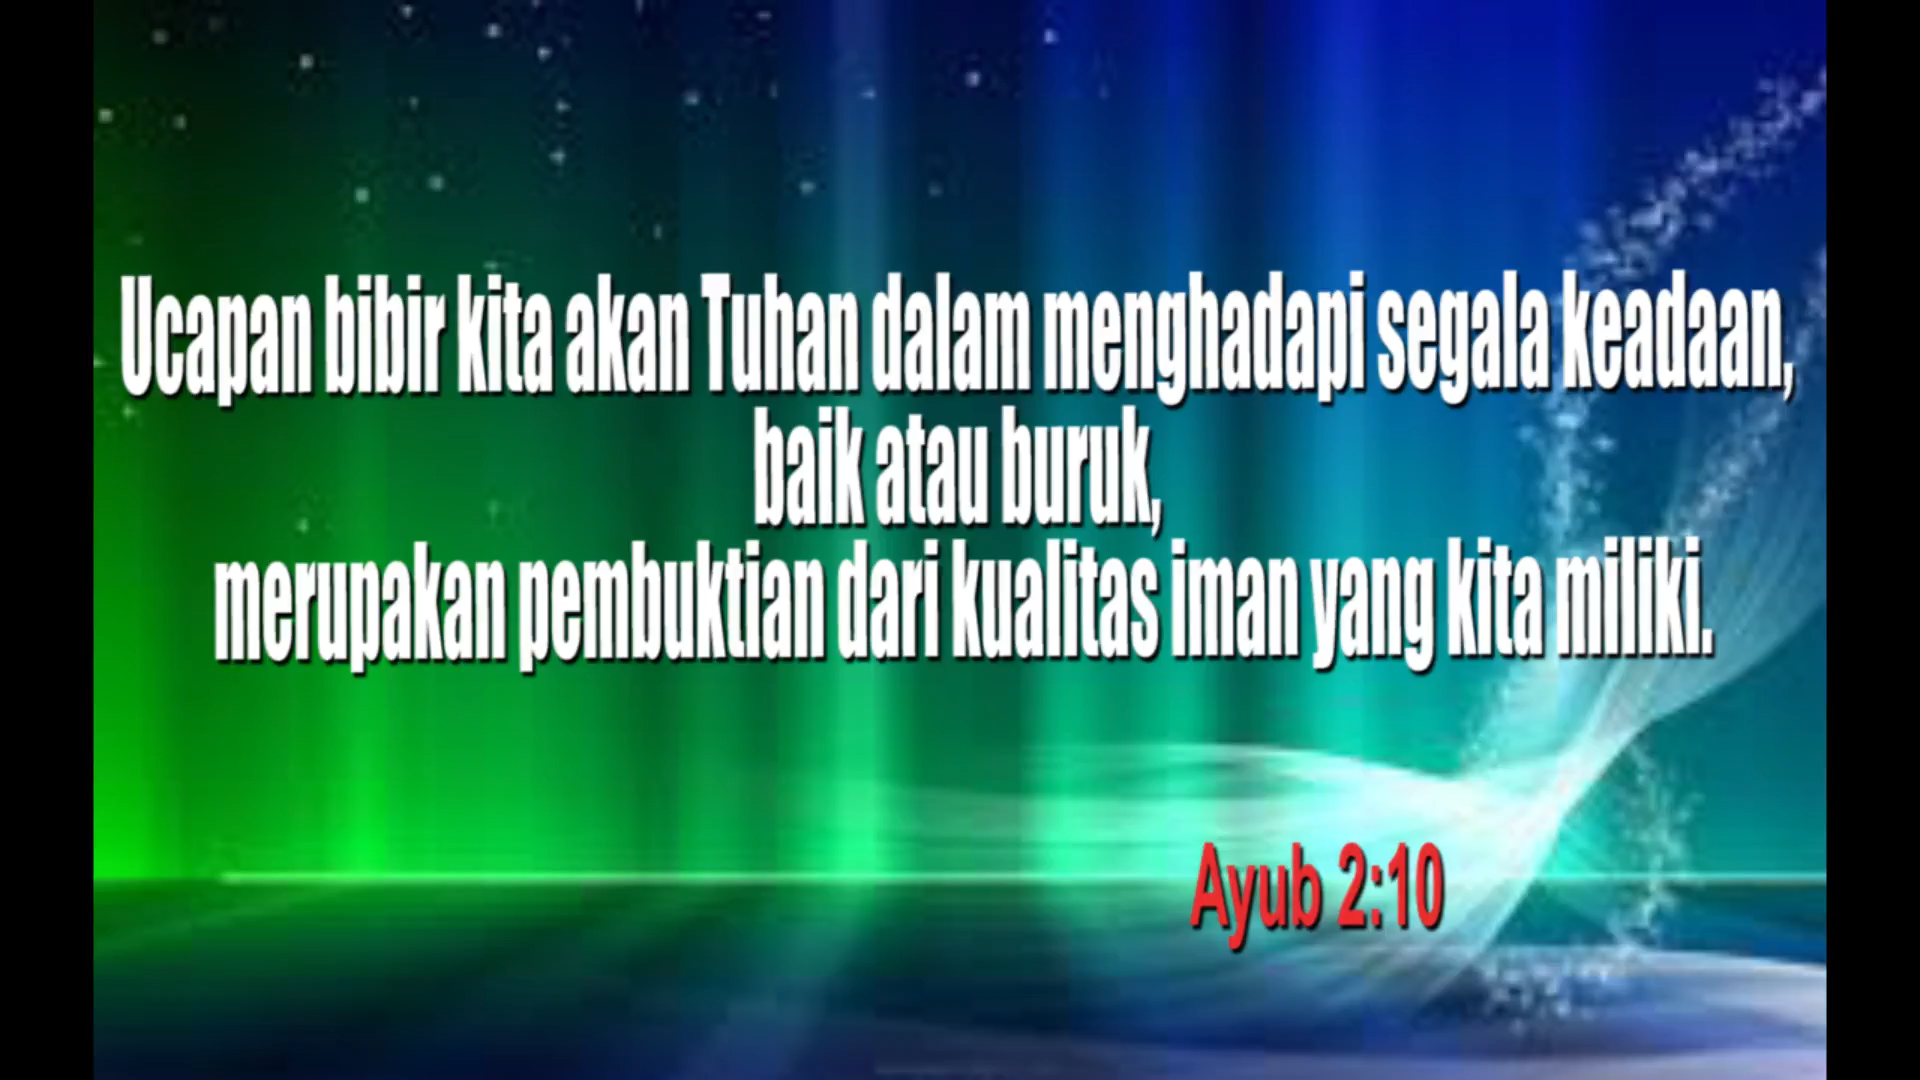 Ucapan bibir kita akan Tuhan dalam menghadapi segala keadaan,
baik atau buruk,
merupakan pembuktian dari kualitas iman yang kita miliki.
Ayub 2:10